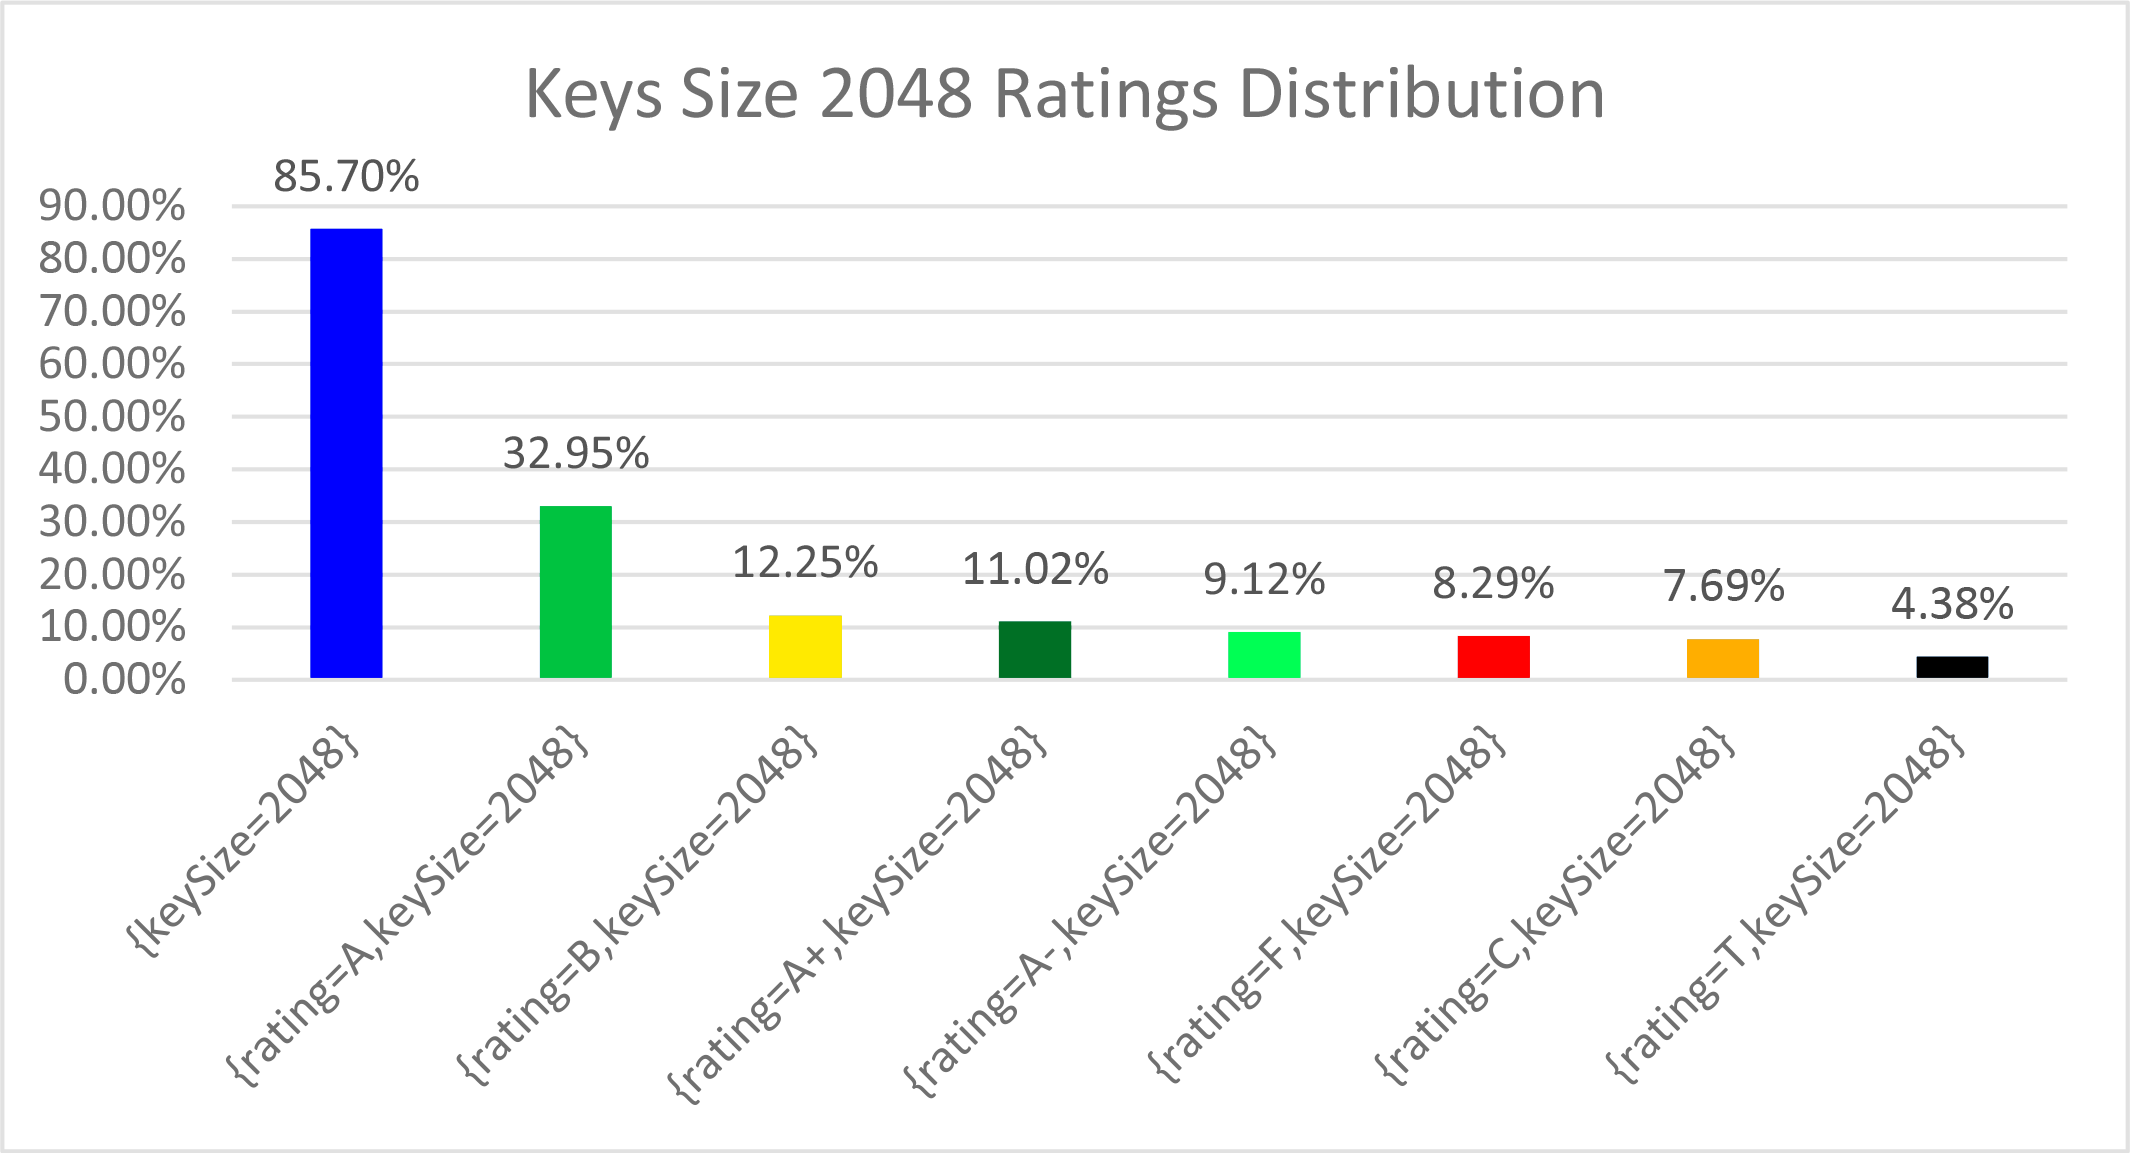 Keys Size 2048 Ratings Distribution
85.70%
90.00%
80.00%
70.00%
60.00%
50.00%
32.95%
40.00%
30.00%
12.25%
11.02%
9.12%
8.29%
7.69%
4.38%
20.00%
10.00%
0.00%
{keySize=2048}
{rating=A,keySize=2048}
{rating=B,keySize=2048}
{rating=A+,keySize=2048}
{rating=A-,keySize=2048}
{rating=F,keySize=2048}
{rating=C,keySize=2048}
{rating=T,keySize=2048}